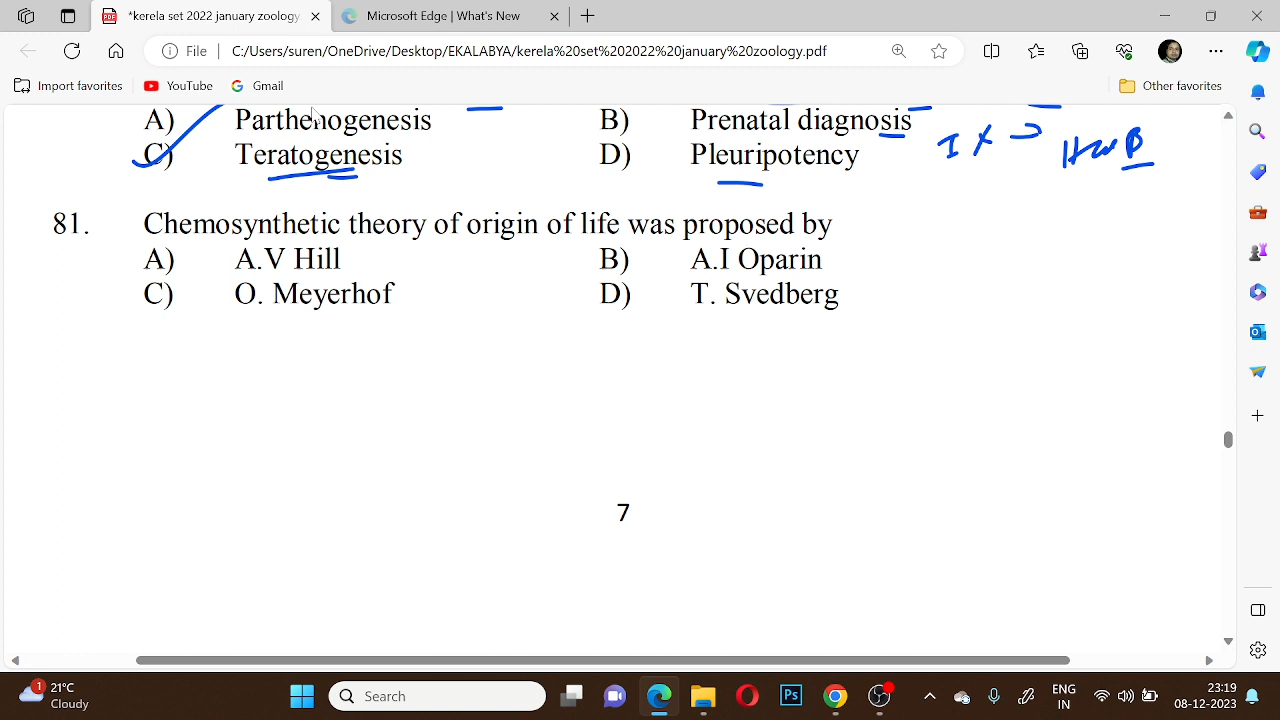 *kerela set 2022 january zoology
Microsoft Edge | What's New
File
C:/Users/suren/OneDrive/Desktop/EKALABYA/kerela%20set%202022%20january%20zoology.pdf
Import favorites
YouTube
Gmail
Other favorites
A) Parthenogenesis B) Prenatal diagnosis
C) Teratogenesis D) Pleuripotency
81. Chemosynthetic theory of origin of life was proposed by
A) A.V Hill B) A.I Oparin
C) O. Meyerhof D) T. Svedberg
7
1
21°C
Cloudy
Search
ENG
IN
23:19
08-12-2023